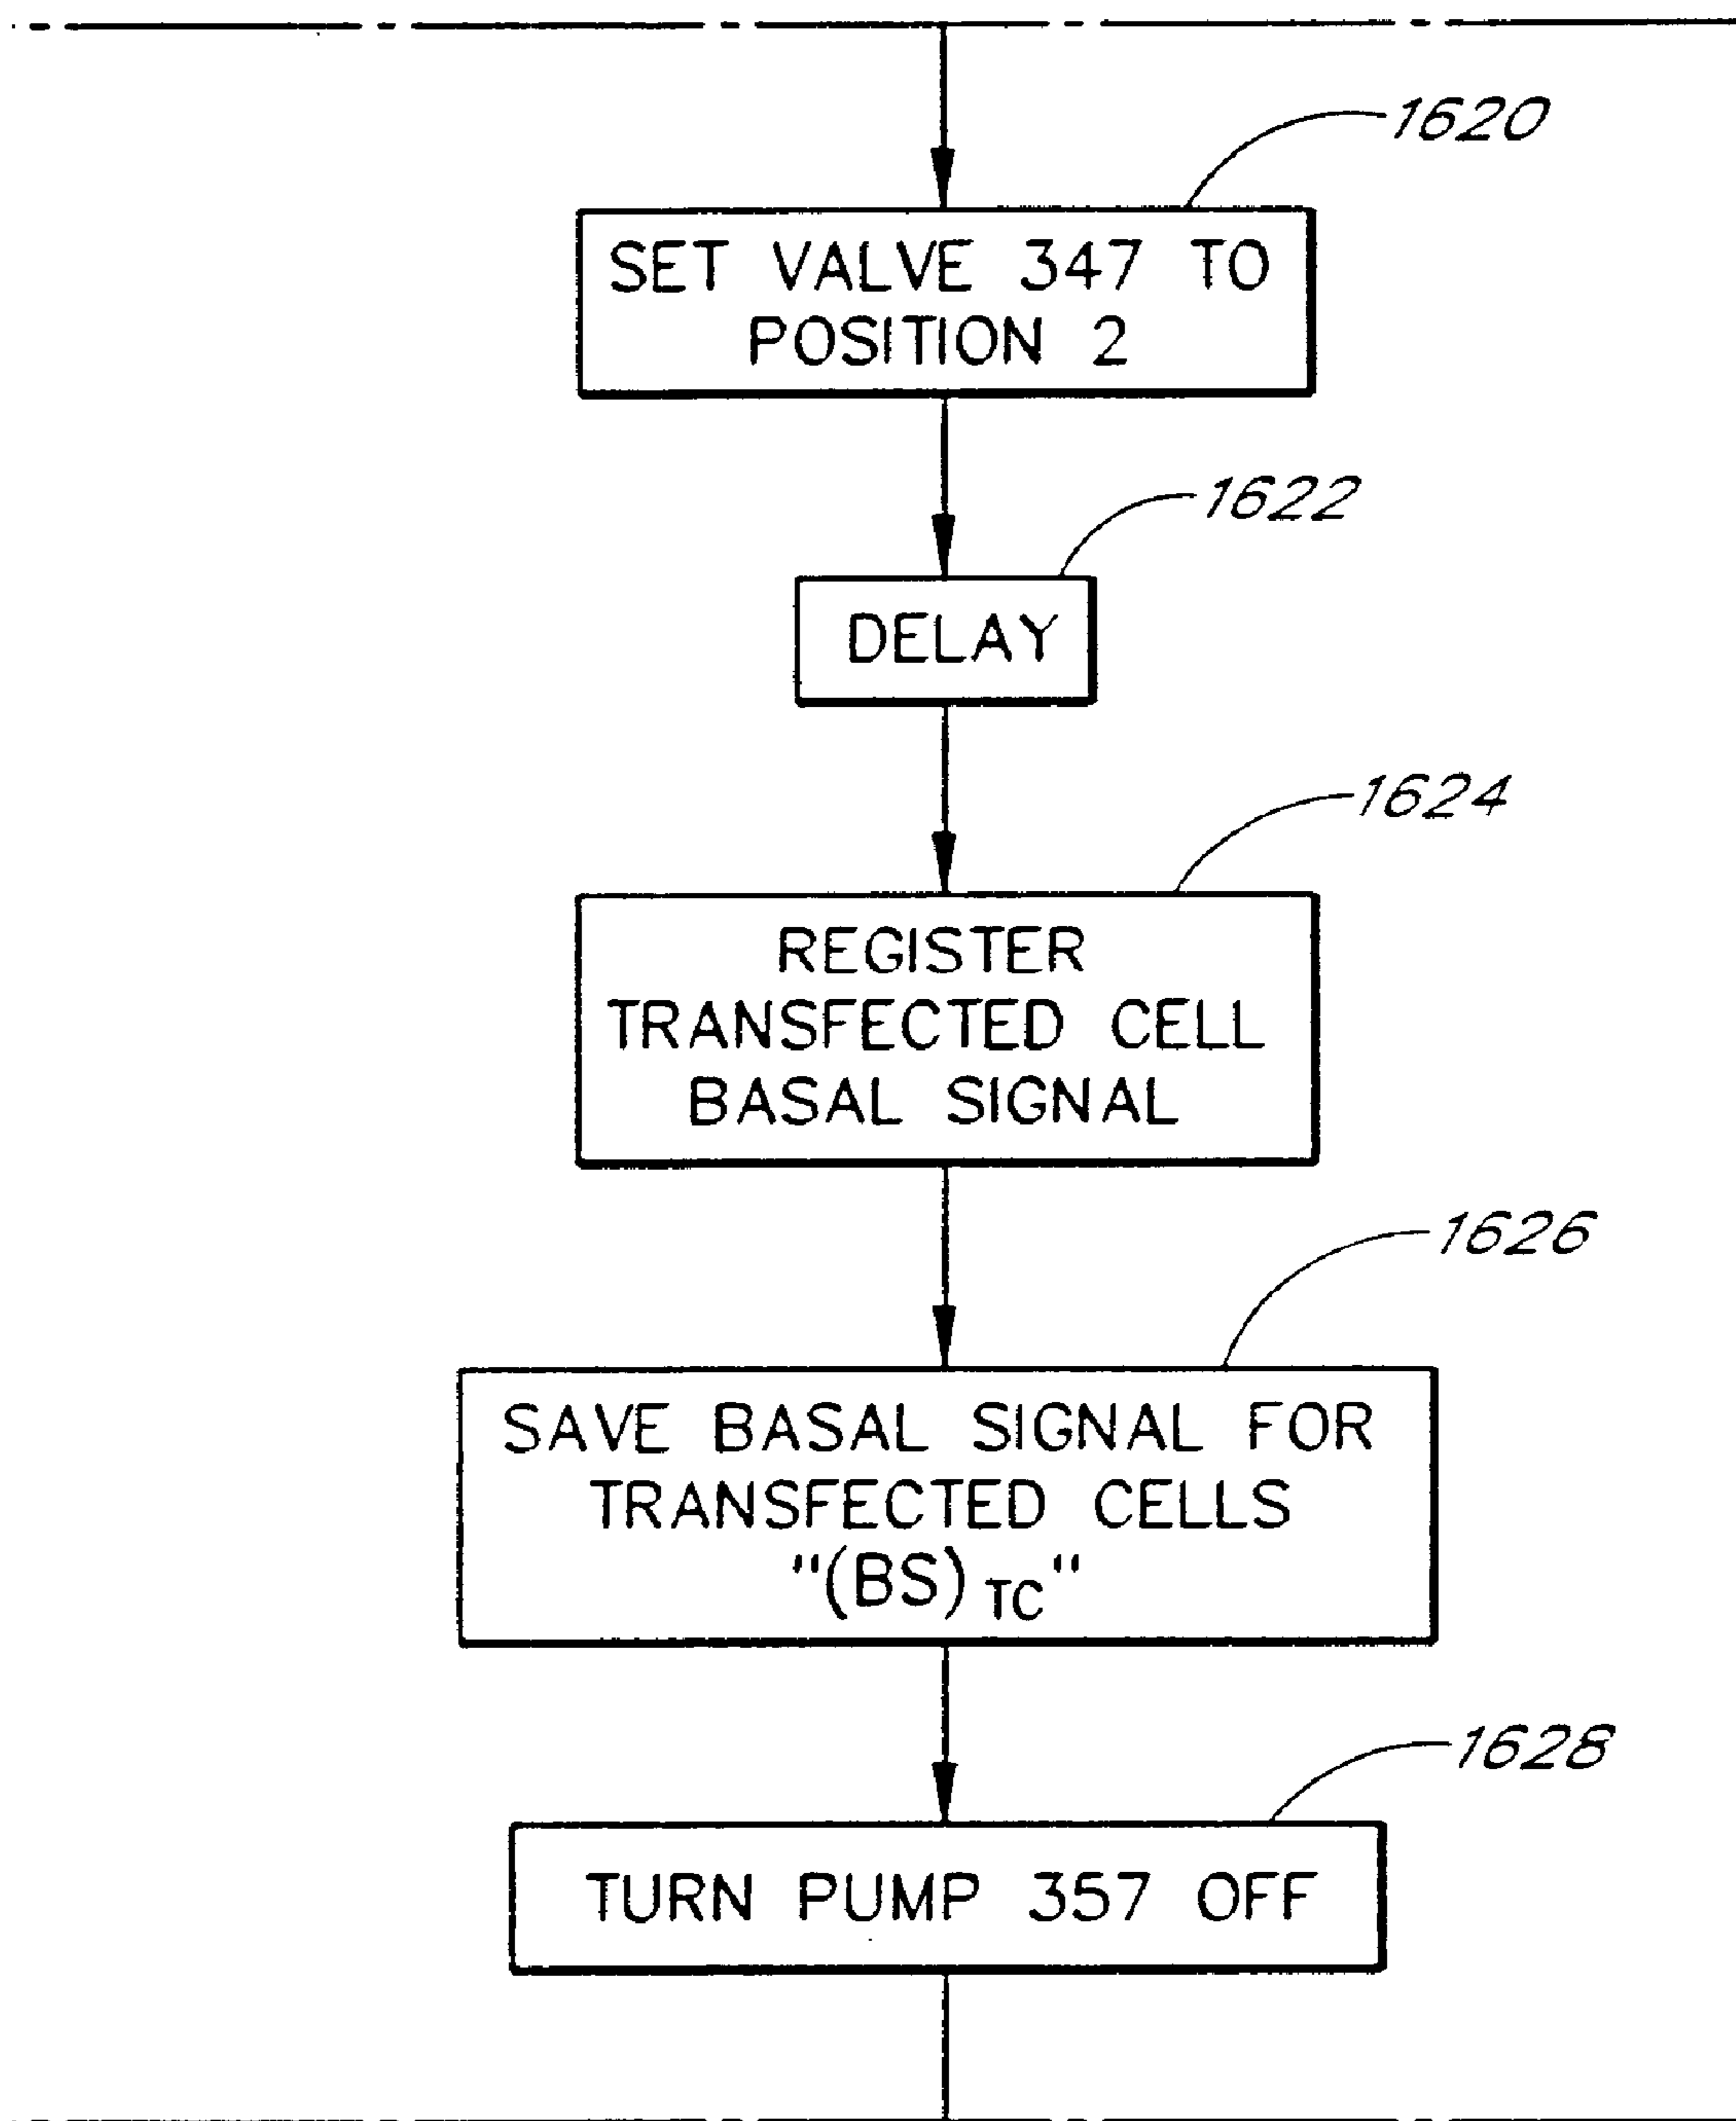 1620
SET VALVE 347 TO
POSITION 2
1622
DELAY
1624
REGISTER
TRANSFECTED CELL
BASAL SIGNAL
1626
SAVE BASAL SIGNAL FOR
TRANSFECTED CELLS
"(BS) TC"
1628
TURN PUMP 357 OFF